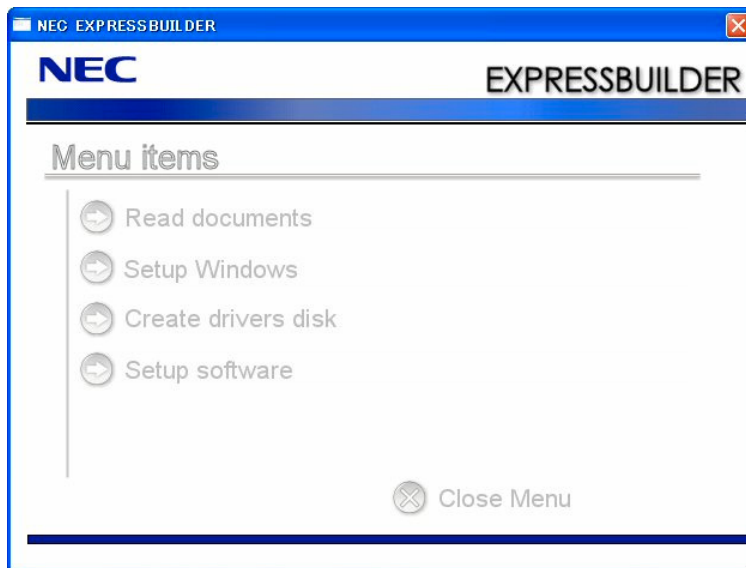 NEC EXPRESSBUILDER
NEC
EXPRESSBUILDER
Menu items
Read documents
Setup Windows
Create drivers disk
Setup software
Close Menu